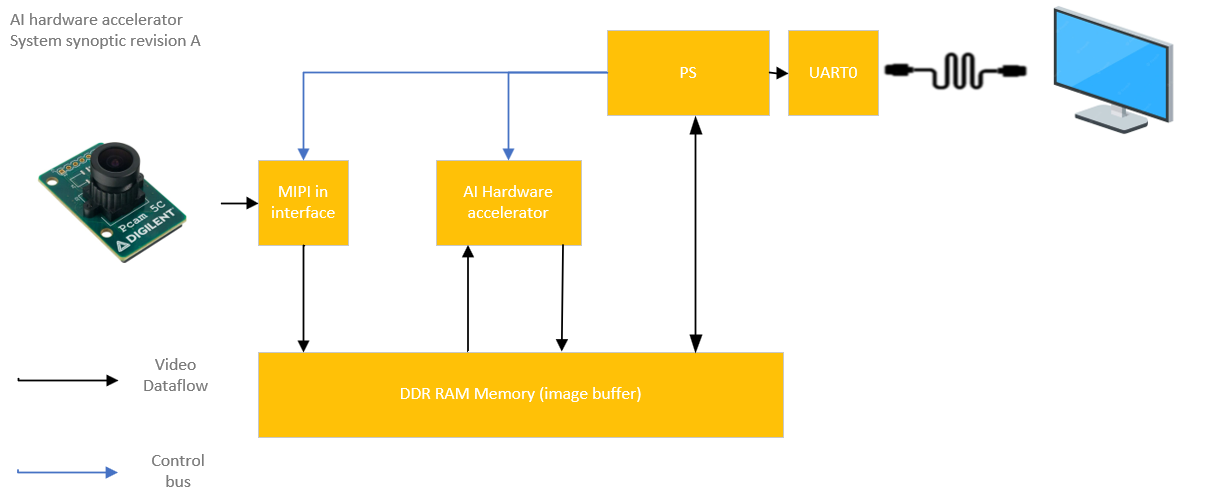 AI hardware accelerator
System synoptic revision A
PS
UART0
MIPI in
interface
AI Hardware
accelerator
Pcam 5C
DIGILENT
Video
Dataflow
DDR RAM Memory (image buffer)
Control
bus